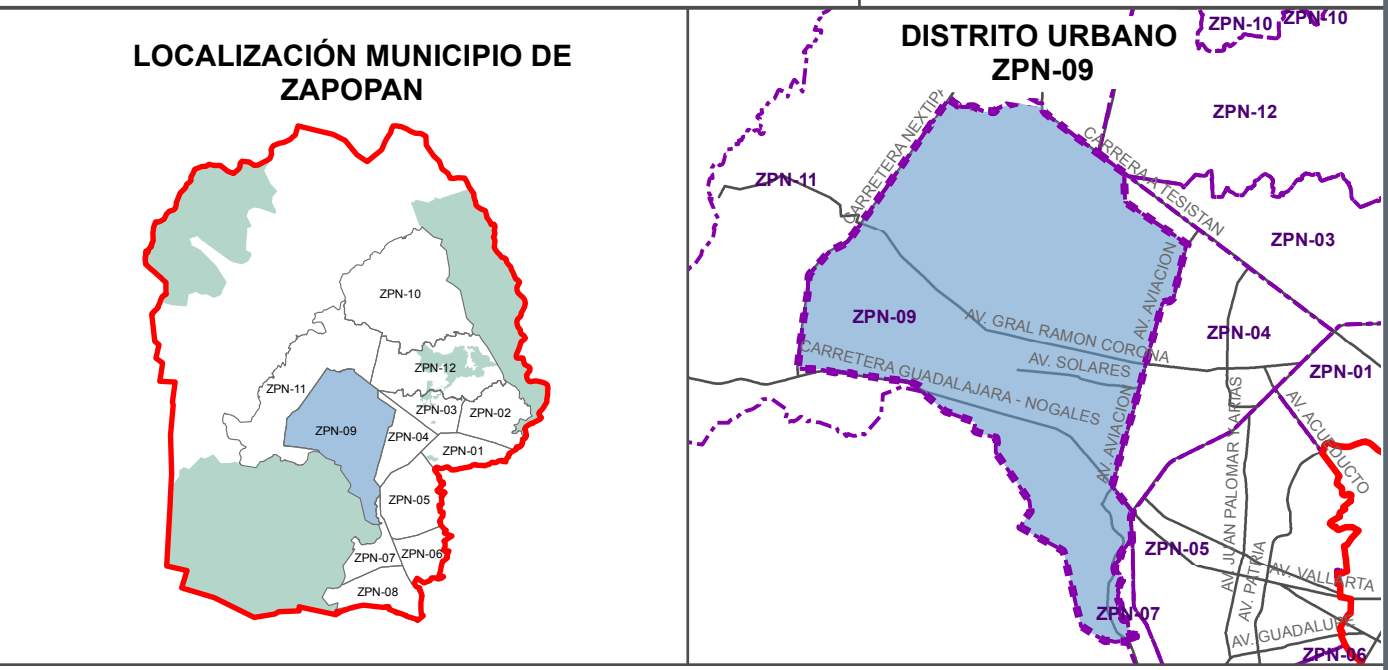 LOCALIZACIÓN MUNICIPIO DE
ZAPOPAN
ZPN-10
ZPN-12
ZPN-11
ZPN-03
ZPN-02
ZPN-09
ZPN-04
ZPN-01
ZPN-05
ZPN-07
ZPN-06
ZPN-08
DISTRITO URBANO
ZPN-09
ZPN-10
ZPN-10
ZPN-12
CARRETERA NEXTIPA
CARRERA A TESISTAN
ZPN-11
ZPN-03
AV. AVIACION
ZPN-09
AV. GRAL RAMON CORONA
ZPN-04
CARRETERA GUADALAJARA - NOGALES
AV. SOLARES
ZPN-01
AV. AVIACION
AV. JUAN PALOMAR Y ARIAS
AV. ACUEDUCTO
ZPN-05
AV. PATRIA
AV. VALLARTA
ZPN-07
AV. GUADALUPE
ZPN-06